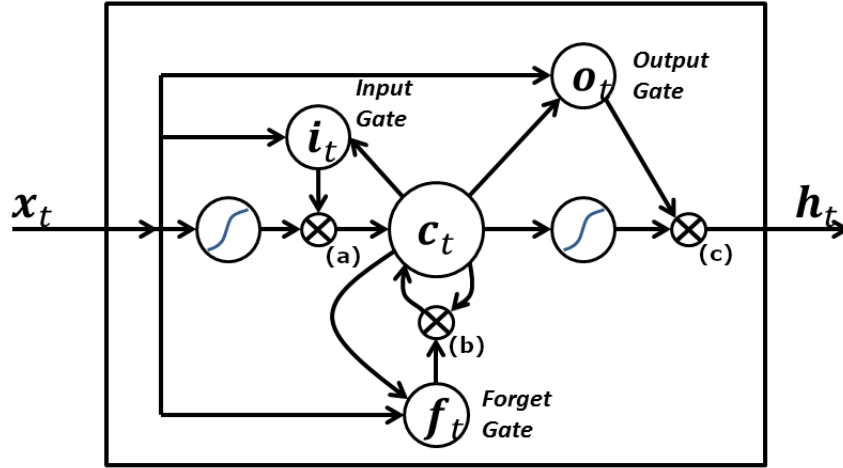 Input
Gate
Output
Gate
o_t
i_t
x_t
c_t
h_t
(a)
(c)
(b)
f_t
Forget
Gate